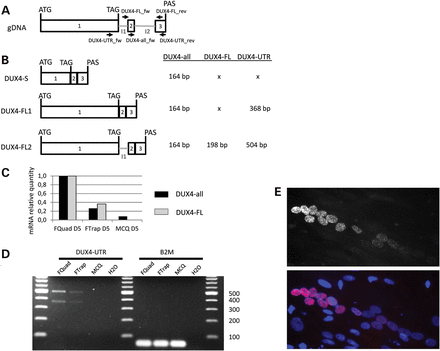 A
ATG
TAG
PAS
DUX4-FL_fw
DUX4-FL_rev
gDNA
1
I1
2
I2
3
DUX4-UTR_fw
DUX4-all_fw
DUX4-UTR_rev
B
DUX4-all DUX4-FL DUX4-UTR
ATG TAG PAS
DUX4-S 1 2 3 164 bp x x
ATG TAG PAS
DUX4-FL1 1 2 3 164 bp x 368 bp
ATG TAG PAS
DUX4-FL2 1 I1 2 3 164 bp 198 bp 504 bp
C
mRNA relative quantity
1,0
0,8
0,6
0,4
0,2
0,0
FQuad D5 FTrap D5 MCQ D5
DUX4-all
DUX4-FL
D
DUX4-UTR B2M
FQuad FTrap MCQ H2O FQuad FTrap MCQ H2O
500
400
300
200
100
E